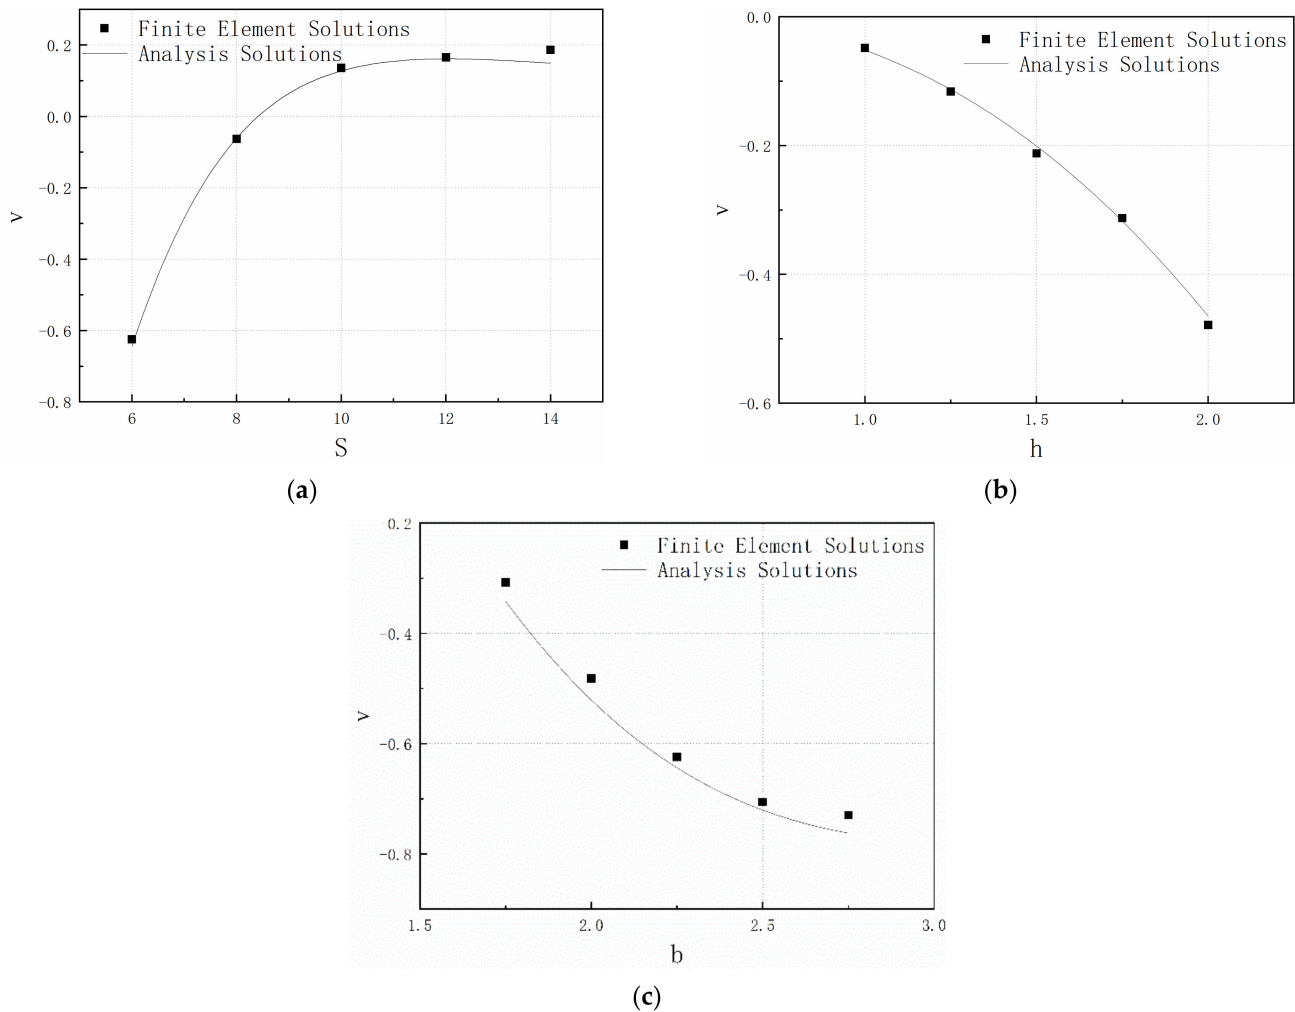 Finite Element Solutions
Analysis Solutions
0.2
0.0
-0.2
-0.4
-0.6
-0.8
v
6 8 10 12 14
S
(a)
Finite Element Solutions
Analysis Solutions
0.0
-0.2
-0.4
-0.6
v
1.0 1.5 2.0
h
(b)
Finite Element Solutions
Analysis Solutions
0.2
-0.4
-0.6
-0.8
v
1.5 2.0 2.5 3.0
b
(c)